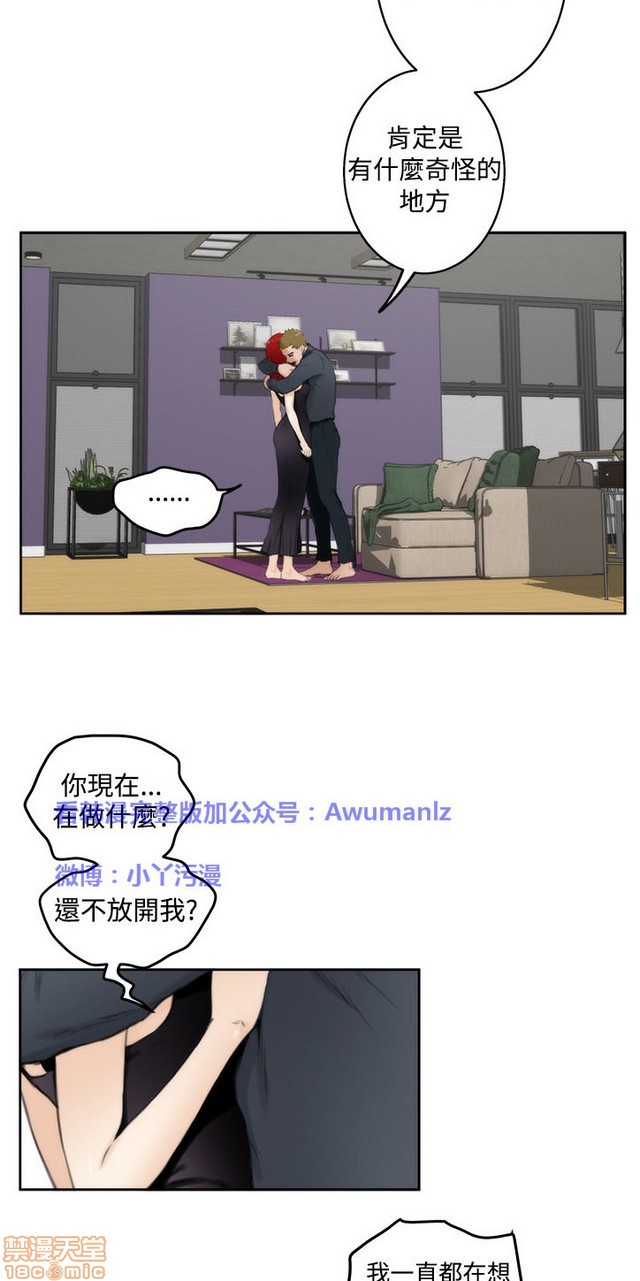 肯定是
有什麼奇怪的
地方
......
你現在...
在做什麼?
看韩漫完整版加公众号：Awumanlz
微博：小丫污漫
還不放開我?
禁漫天堂
18comic
我一直都在想